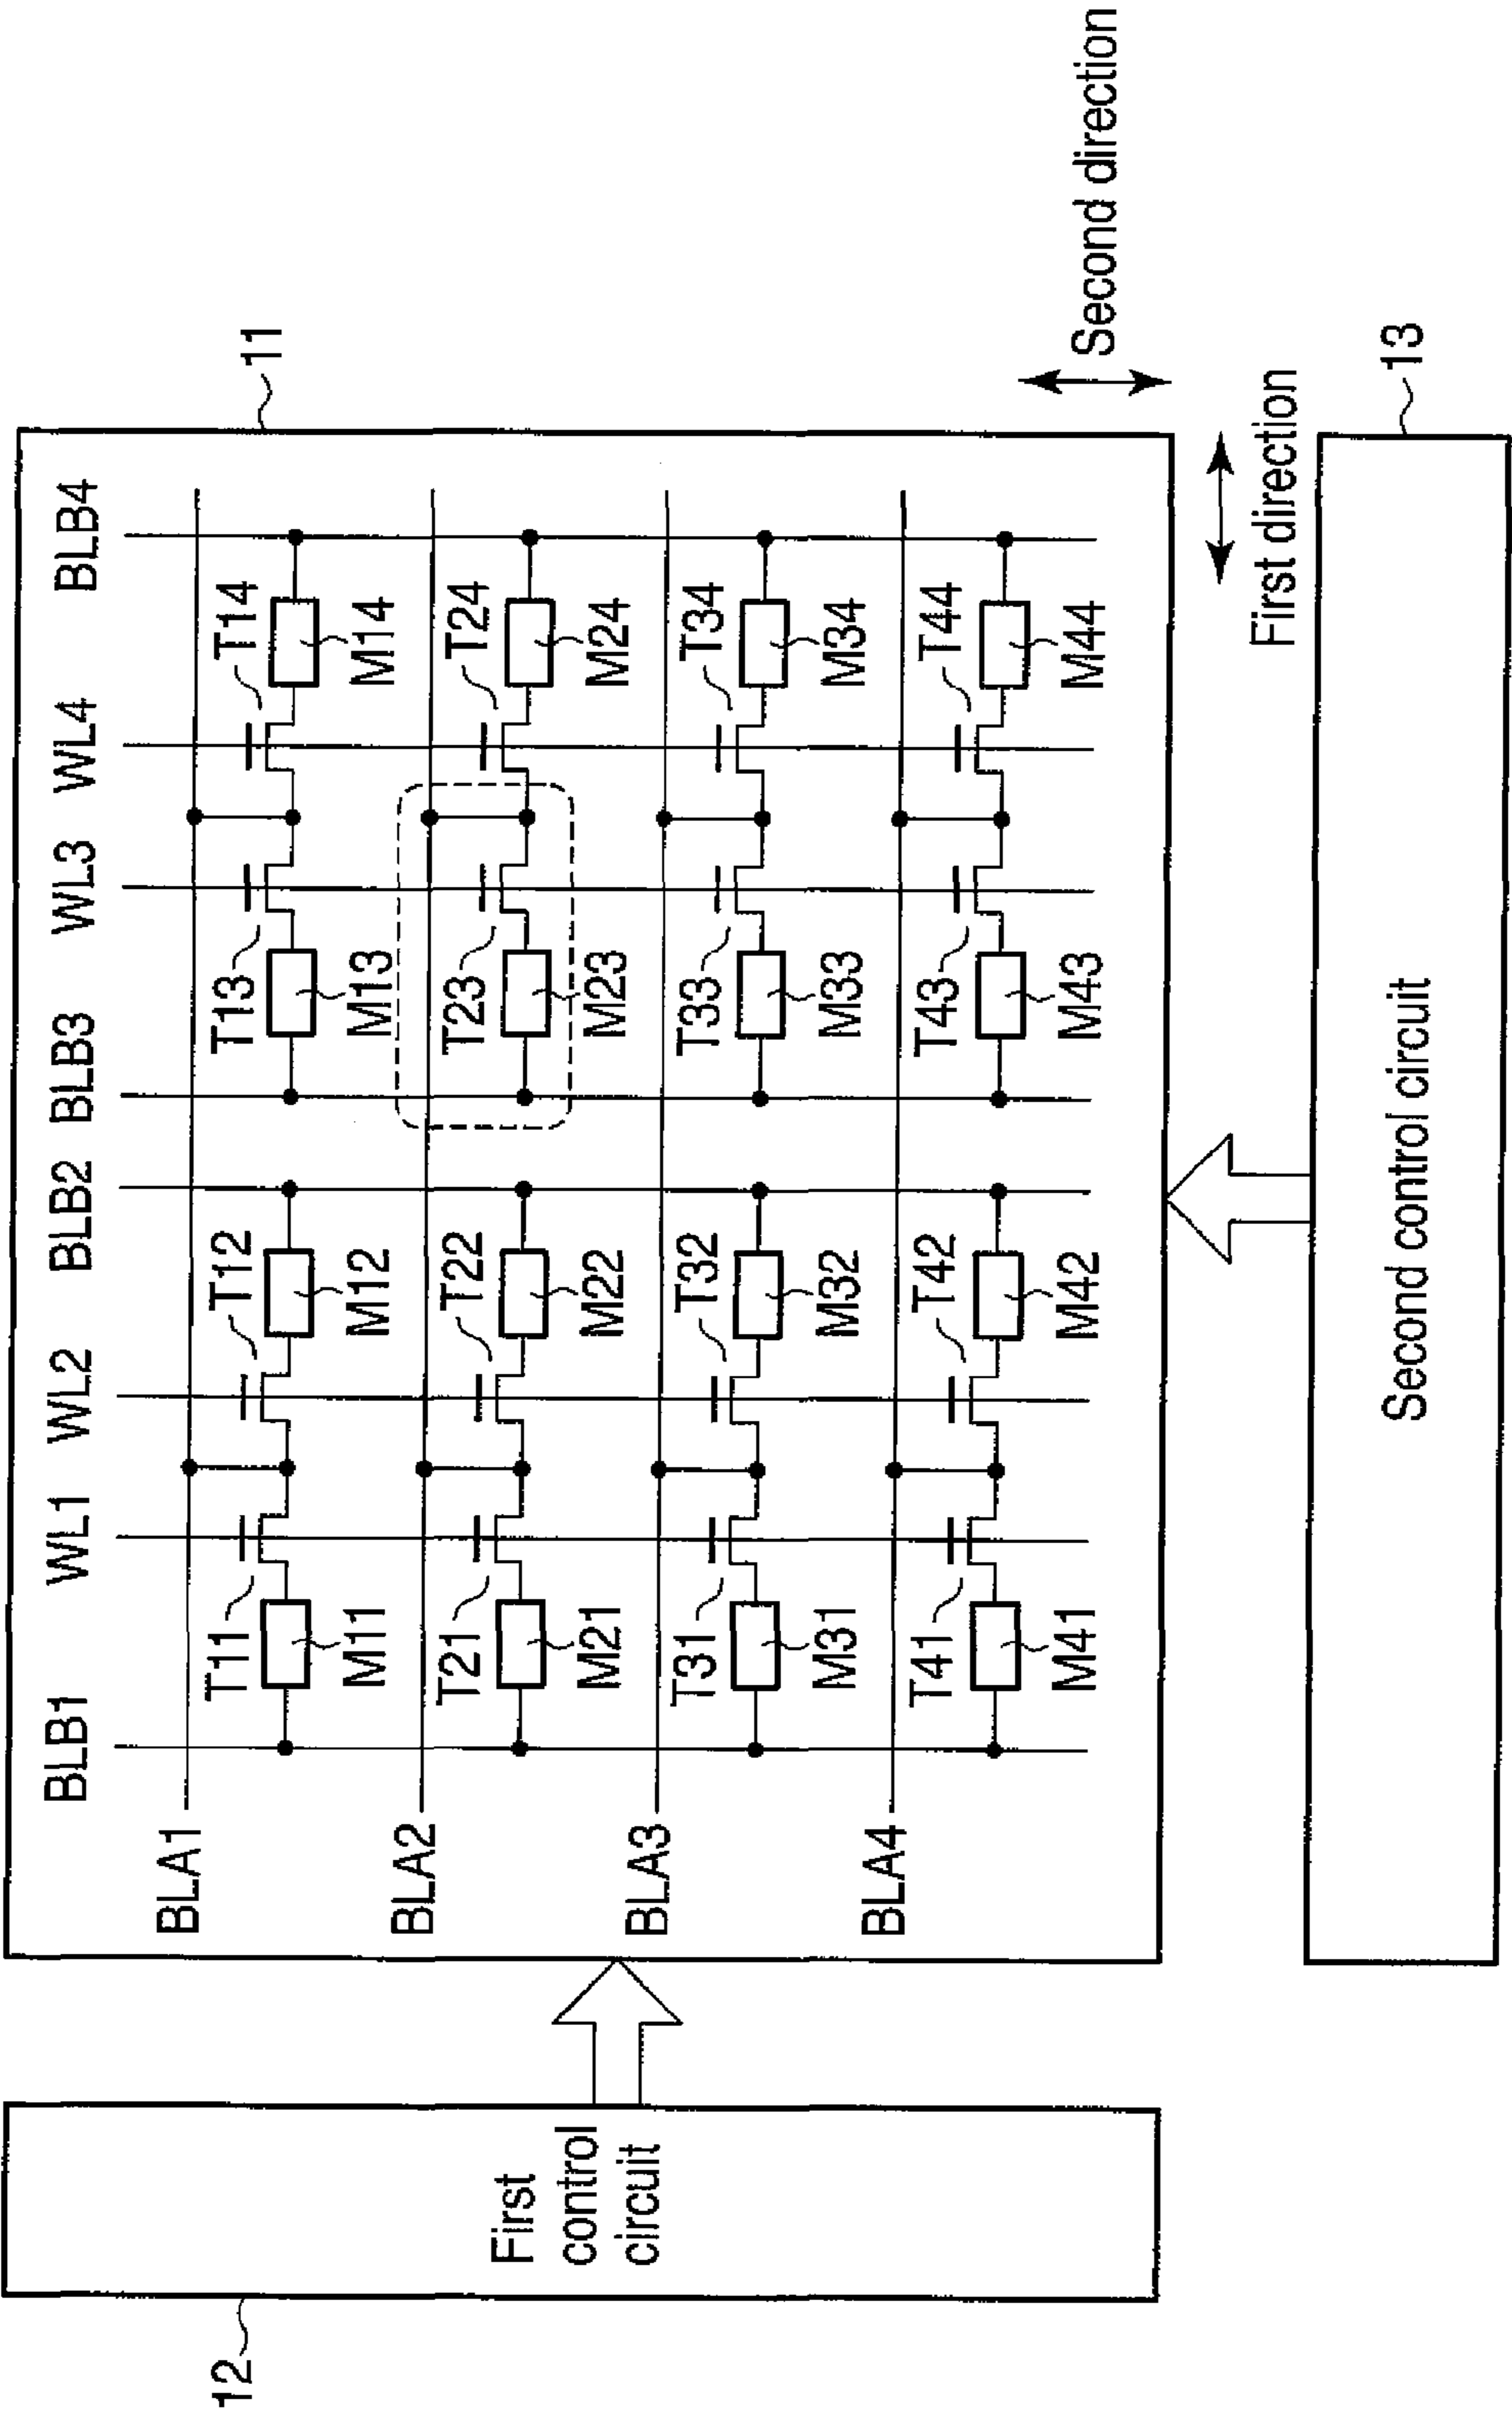 BLB1 WL1 WL2 BLB2 BLB3 WL3 WL4 BLB4
11
BLA1
T11 T12 T13 T14
M11 M12 M13 M14
BLA2
T21 T22 T23 T24
M21 M22 M23 M24
BLA3
T31 T32 T33 T34
M31 M32 M33 M34
BLA4
T41 T42 T43 T44
M41 M42 M43 M44
12
First
control
circuit
Second direction
First direction
13
Second control circuit